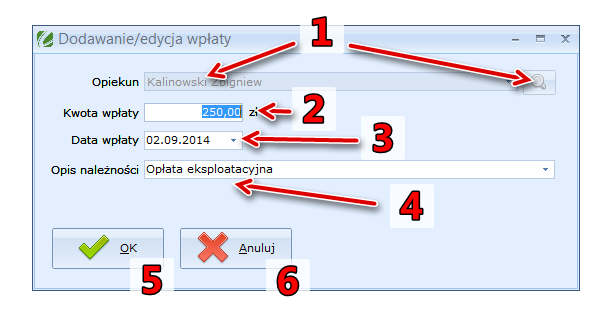 Dodawanie/edycja wpłaty
1
Opiekun Kalinowski Zbigniew
Kwota wpłaty 250,00 zł
2
Data wpłaty 02.09.2014
3
Opis należności Opłata eksploatacyjna
4
OK Anuluj
5 6